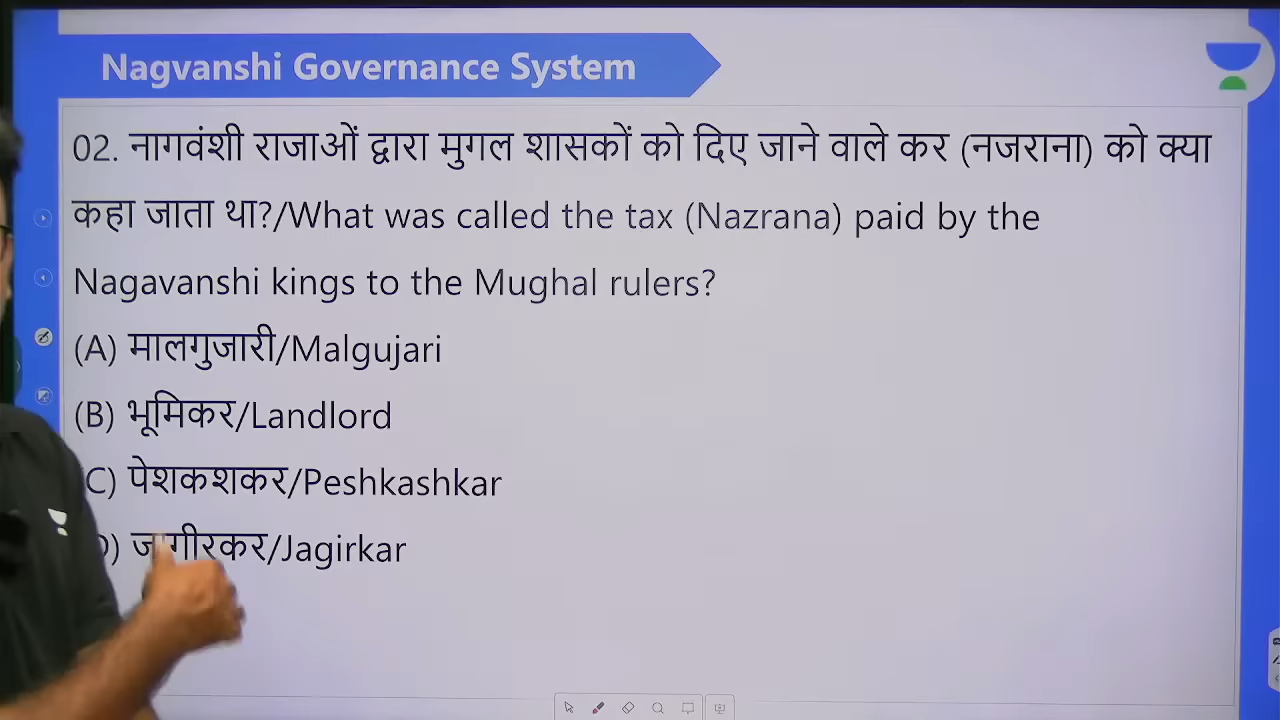 Nagvanshi Governance System
02. नागवंशी राजाओं द्वारा मुगल शासकों को दिए जाने वाले कर (नजराना) को क्या
कहा जाता था?/What was called the tax (Nazrana) paid by the
Nagavanshi kings to the Mughal rulers?
(A) मालगुजारी/Malgujari
(B) भूमिकर/Landlord
C) पेशकशकर/Peshkashkar
) जागीरकर/Jagirkar